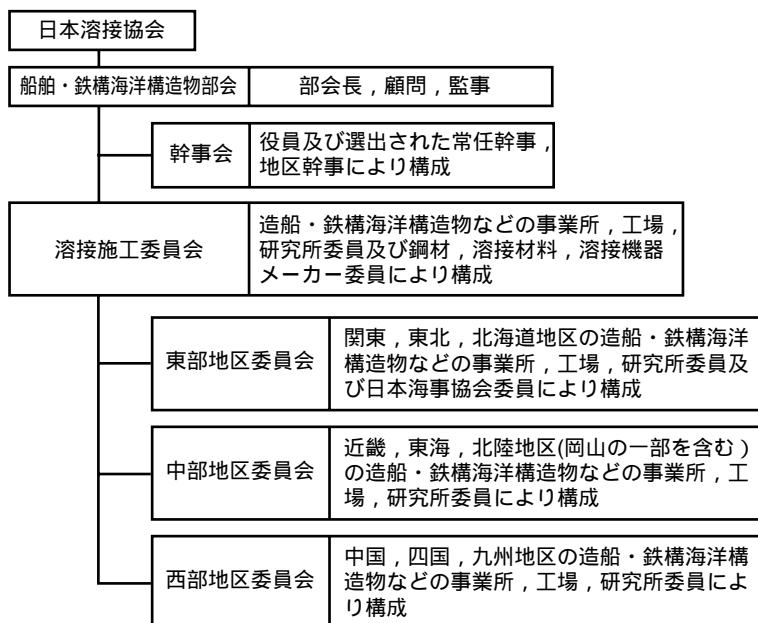 日本溶接協会
船舶・鉄構海洋構造物部会
部会長，顧問，監事
幹事会
役員及び選出された常任幹事，
地区幹事により構成
溶接施工委員会
造船・鉄構海洋構造物などの事業所，工場，
研究所委員及び鋼材，溶接材料，溶接機器
メーカー委員により構成
東部地区委員会
関東，東北，北海道地区の造船・鉄構海洋
構造物などの事業所，工場，研究所委員及
び日本海事協会委員により構成
中部地区委員会
近畿，東海，北陸地区(岡山の一部を含む）
の造船・鉄構海洋構造物などの事業所，工
場，研究所委員により構成
西部地区委員会
中国，四国，九州地区の造船・鉄構海洋構
造物などの事業所，工場，研究所委員によ
り構成